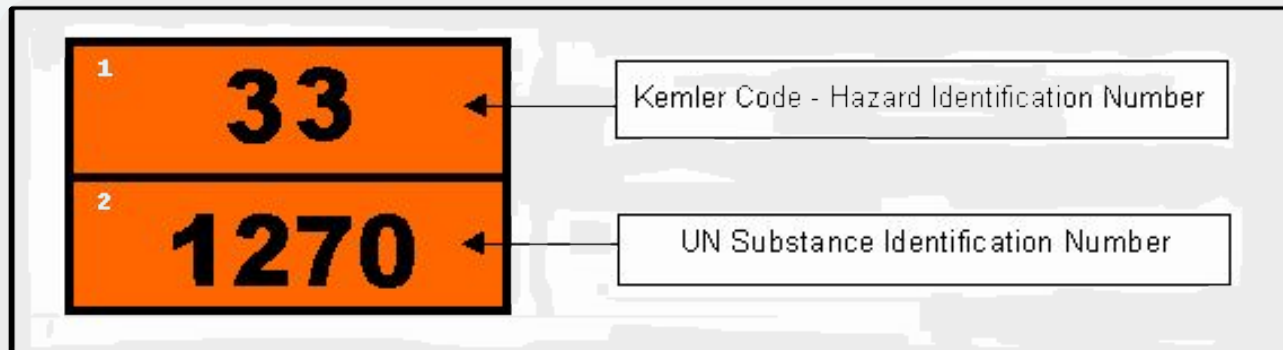 1
33
Kemler Code - Hazard Identification Number
2
1270
UN Substance Identification Number